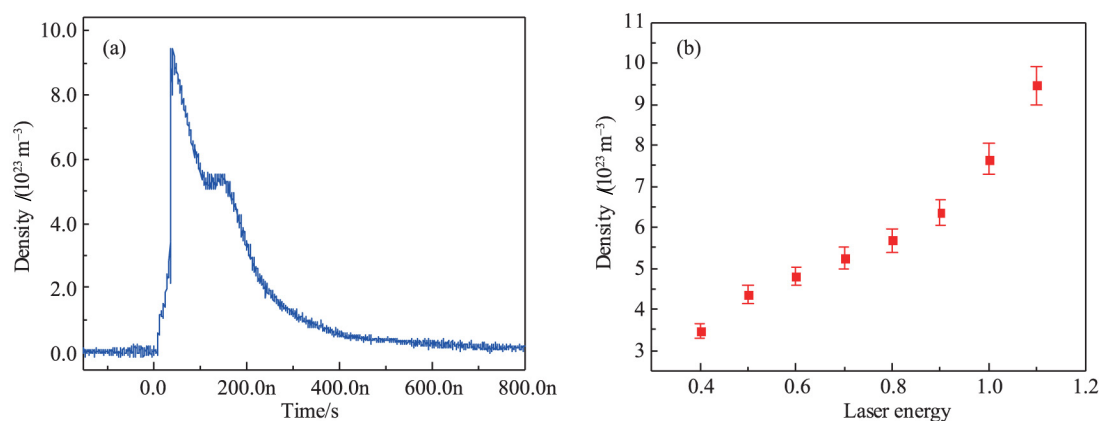 (a)
Density /(10²³ m⁻³)
10.0
8.0
6.0
4.0
2.0
0.0
0.0 200.0n 400.0n 600.0n 800.0n
Time/s
(b)
Density /(10²³ m⁻³)
11
10
9
8
7
6
5
4
3
0.4 0.6 0.8 1.0 1.2
Laser energy